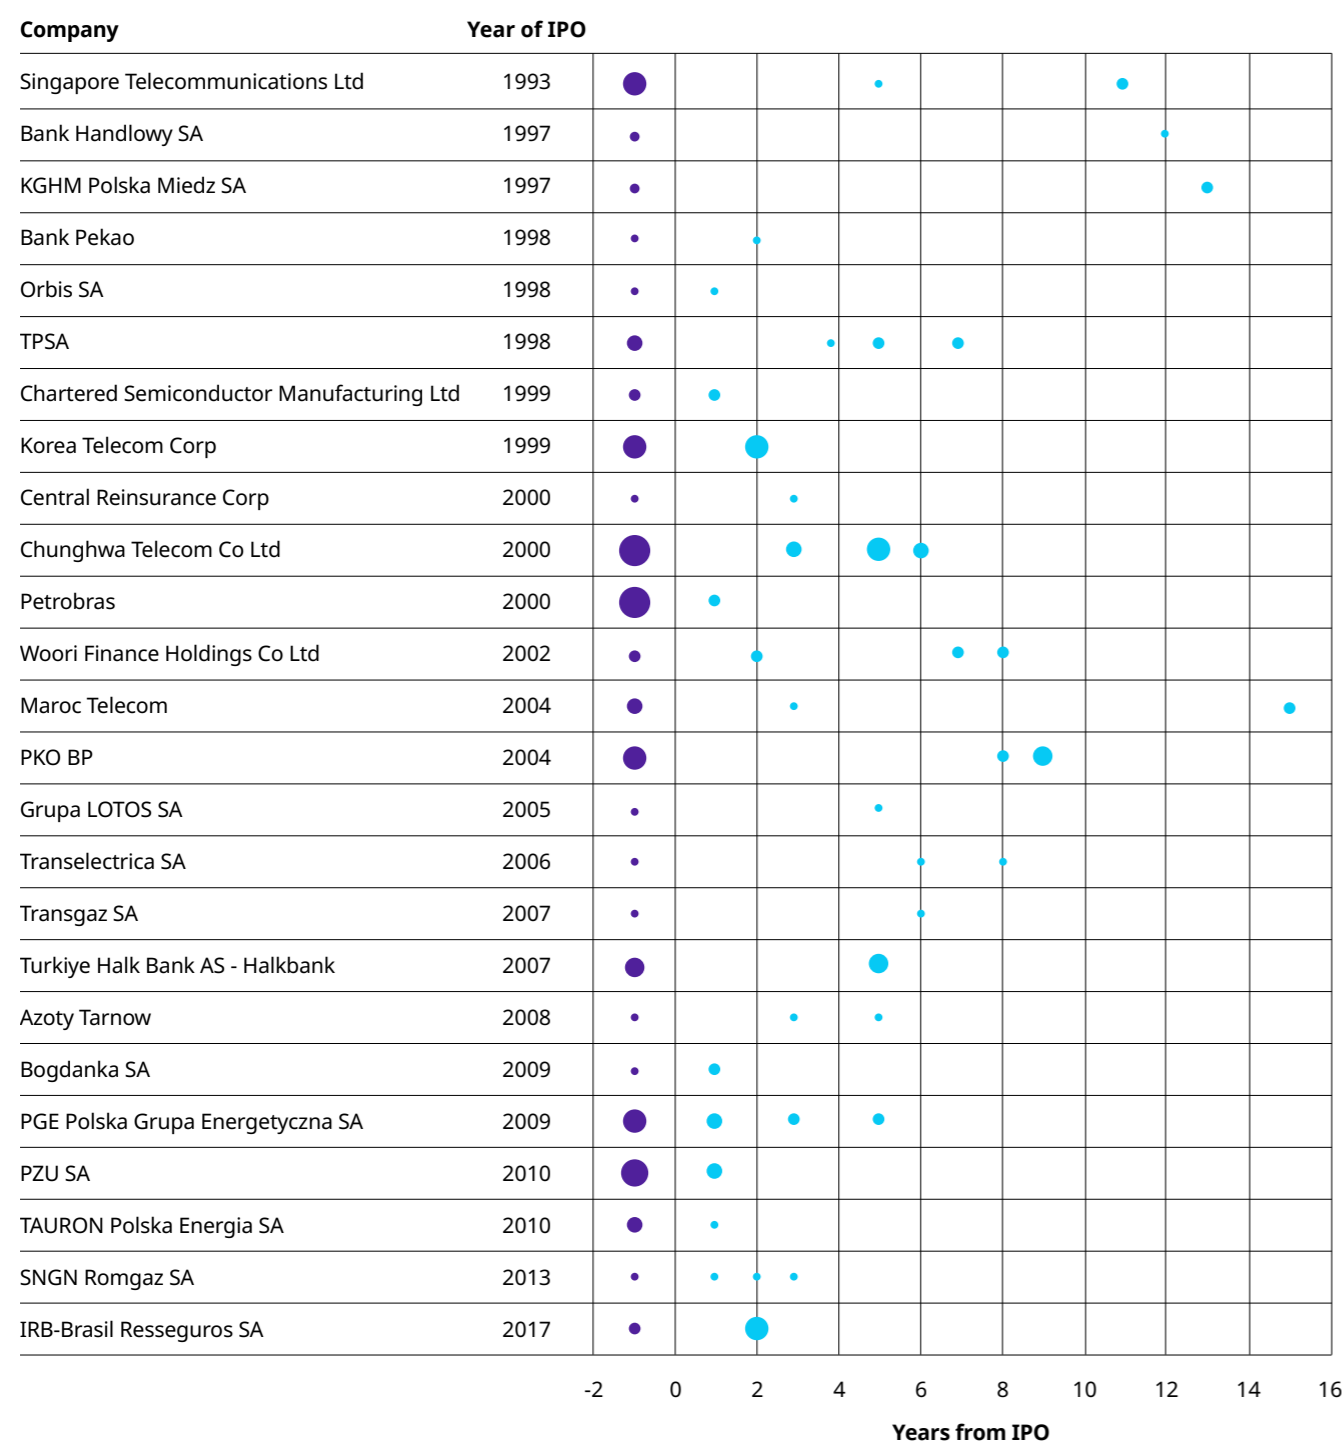 Company Year of IPO
Singapore Telecommunications Ltd 1993
Bank Handlowy SA 1997
KGHM Polska Miedz SA 1997
Bank Pekao 1998
Orbis SA 1998
TPSA 1998
Chartered Semiconductor Manufacturing Ltd 1999
Korea Telecom Corp 1999
Central Reinsurance Corp 2000
Chunghwa Telecom Co Ltd 2000
Petrobras 2000
Woori Finance Holdings Co Ltd 2002
Maroc Telecom 2004
PKO BP 2004
Grupa LOTOS SA 2005
Transelectrica SA 2006
Transgaz SA 2007
Turkiye Halk Bank AS - Halkbank 2007
Azoty Tarnow 2008
Bogdanka SA 2009
PGE Polska Grupa Energetyczna SA 2009
PZU SA 2010
TAURON Polska Energia SA 2010
SNGN Romgaz SA 2013
IRB-Brasil Resseguros SA 2017
-2 0 2 4 6 8 10 12 14 16
Years from IPO